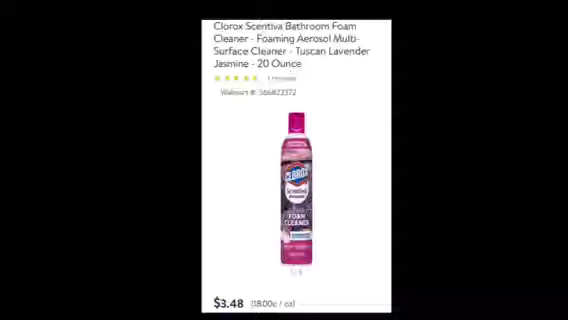 Clorox Scentiva Bathroom Foam
Cleaner - Foaming Aerosol Multi-
Surface Cleaner - Tuscan Lavender
Jasmine - 20 Ounce
Walmart #: 566822372
CLOROX
Scentiva
FOAM
CLEANER
$3.48 (18.00¢ / oz)